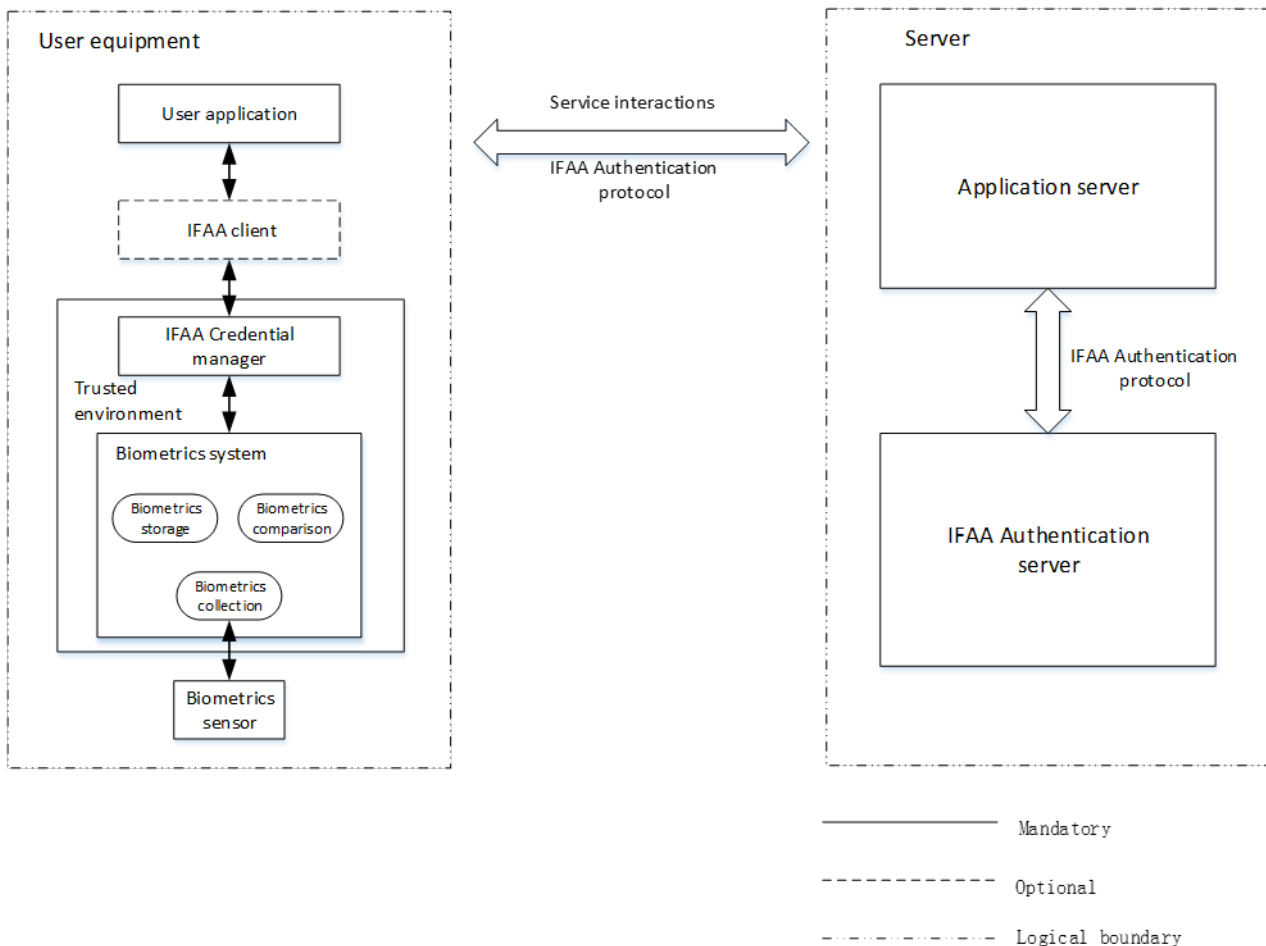 User equipment
User application
IFAA client
IFAA Credential
manager
Trusted
environment
Biometrics system
Biometrics
storage
Biometrics
comparison
Biometrics
collection
Biometrics
sensor
Service interactions
IFAA Authentication
protocol
Server
Application server
IFAA Authentication
protocol
IFAA Authentication
server
Mandatory
Optional
Logical boundary